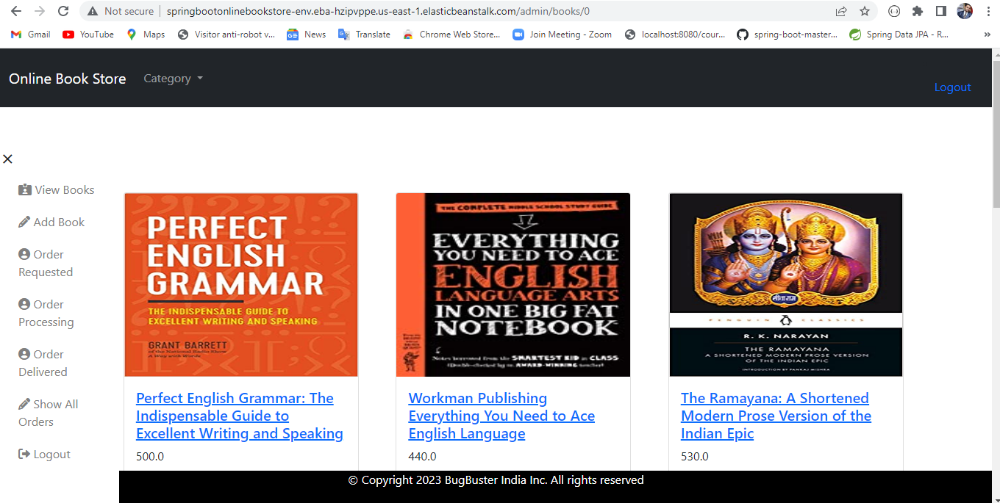 Not secure | springbootonlinebookstore-env.eba-hzipvppe.us-east-1.elasticbeanstalk.com/admin/books/0
Gmail YouTube Maps Visitor anti-robot v... News Translate Chrome Web Store... Join Meeting - Zoom localhost:8080/cour... spring-boot-master... Spring Data JPA - R... »
Online Book Store Category
Logout
View Books
Add Book
Order
Requested
Order
Processing
Order
Delivered
Show All
Orders
Logout
PERFECT
ENGLISH
GRAMMAR
THE INDISPENSABLE GUIDE TO
EXCELLENT WRITING AND SPEAKING
GRANT BARRETT
of the National Radio Show
A Way with Words
Perfect English Grammar: The
Indispensable Guide to
Excellent Writing and Speaking
500.0
THE COMPLETE MIDDLE SCHOOL STUDY GUIDE
EVERYTHING
YOU NEED TO ACE
ENGLISH
LANGUAGE ARTS
IN ONE BIG FAT
NOTEBOOK
Notes borrowed from the SMARTEST KID in CLASS
(Double-checked by an AWARD-WINNING teacher)
Workman Publishing
Everything You Need to Ace
English Language
440.0
सीता राम
PENGUIN CLASSICS
R. K. NARAYAN
THE RAMAYANA
A SHORTENED MODERN PROSE VERSION
OF THE INDIAN EPIC
INTRODUCTION BY PANKAJ MISHRA
The Ramayana: A Shortened
Modern Prose Version of the
Indian Epic
530.0
© Copyright 2023 BugBuster India Inc. All rights reserved